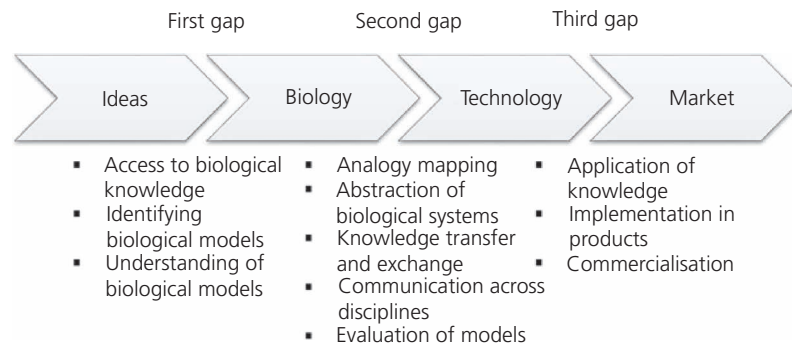 First gap Second gap Third gap
Ideas Biology Technology Market
▪ Access to biological
knowledge
▪ Identifying
biological models
▪ Understanding of
biological models
▪ Analogy mapping
▪ Abstraction of
biological systems
▪ Knowledge transfer
and exchange
▪ Communication across
disciplines
▪ Evaluation of models
▪ Application of
knowledge
▪ Implementation in
products
▪ Commercialisation